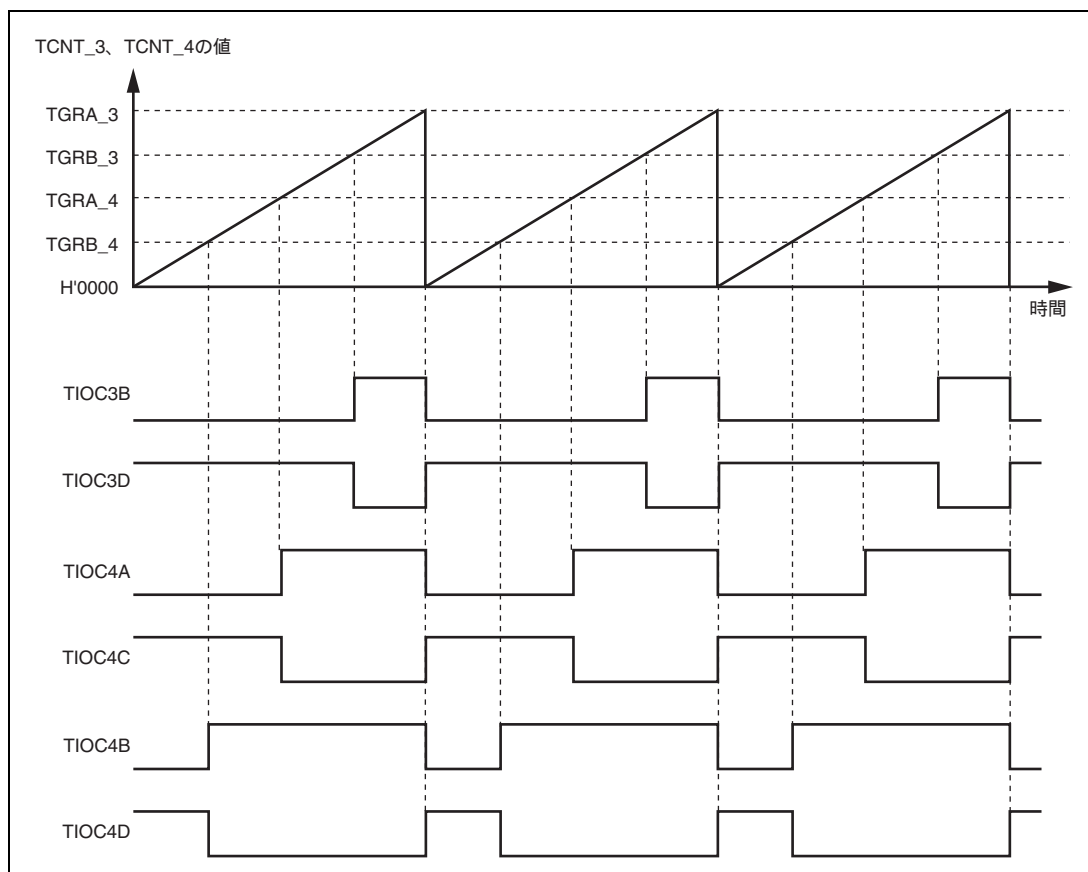 TCNT_3、TCNT_4の値
TGRA_3
TGRB_3
TGRA_4
TGRB_4
H'0000
時間
TIOC3B
TIOC3D
TIOC4A
TIOC4C
TIOC4B
TIOC4D